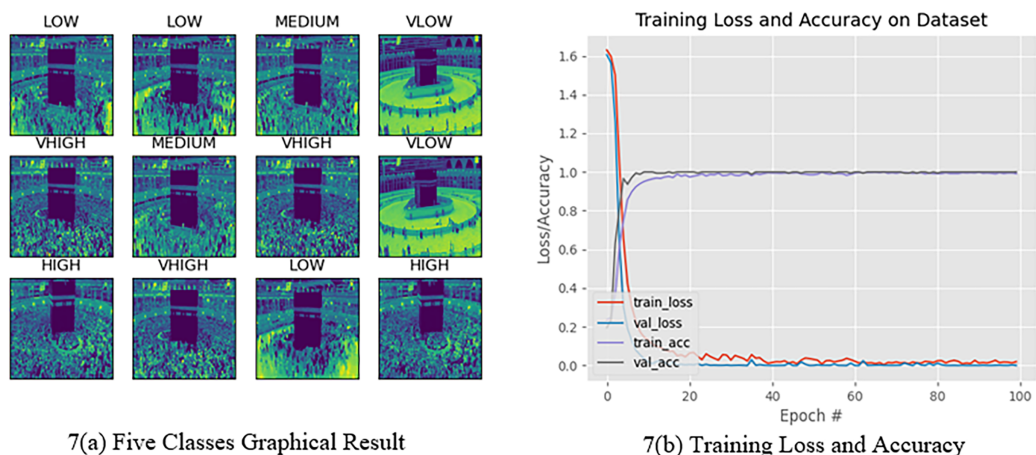 LOW LOW MEDIUM VLOW
VHIGH MEDIUM VHIGH VLOW
HIGH VHIGH LOW HIGH
7(a) Five Classes Graphical Result
Training Loss and Accuracy on Dataset
Loss/Accuracy
1.6
1.4
1.2
1.0
0.8
0.6
0.4
0.2
0.0
train_loss
val_loss
train_acc
val_acc
0 20 40 60 80 100
Epoch #
7(b) Training Loss and Accuracy